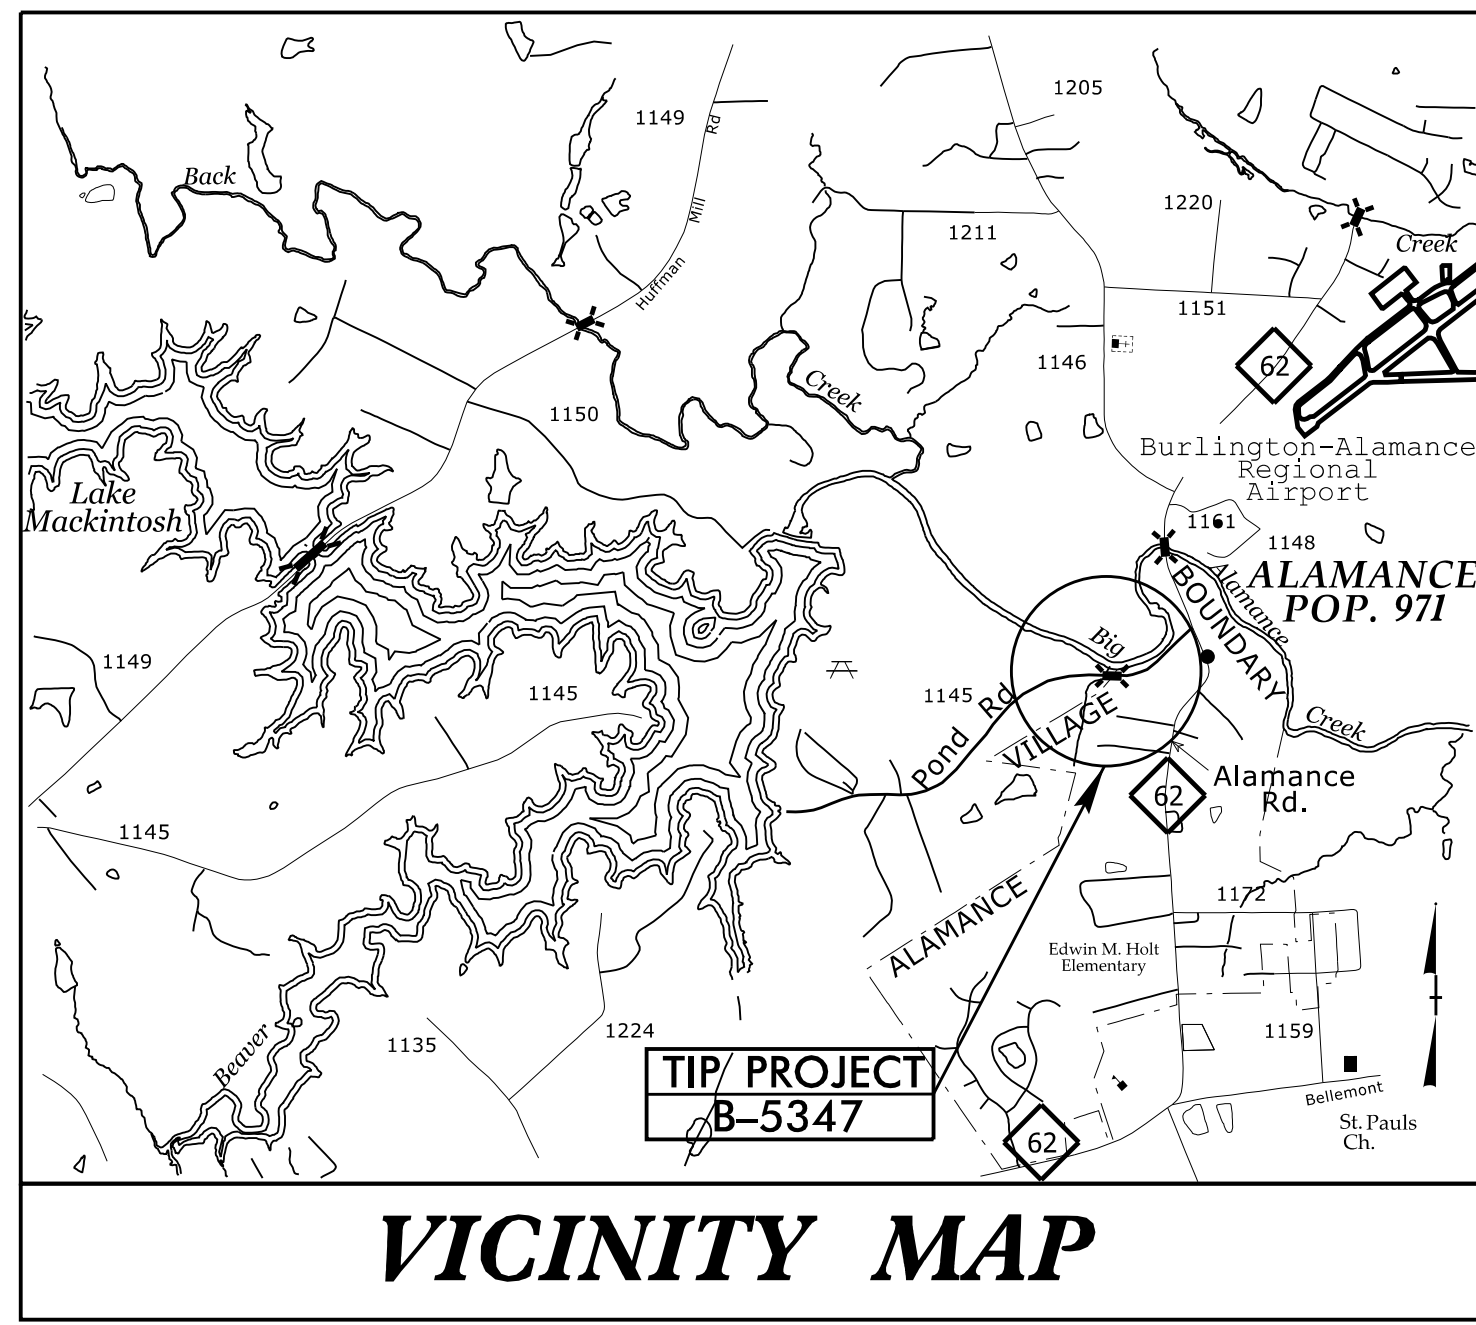 1205
1149
Rd
Back
1220
Mill
1211
Creek
Huffman
1151
62
1146
Creek
1150
Burlington-Alamance
Regional
Airport
Lake
Mackintosh
1161
1148
Alamance
ALAMANCE
POP. 971
BOUNDARY
Big
1149
1145
1145
Pond Rd
VILLAGE
Creek
Alamance
Rd.
62
1145
ALAMANCE
1172
Edwin M. Holt
Elementary
1135
1224
1159
Beaver
TIP PROJECT
B-5347
Bellemont
St. Pauls
Ch.
62
VICINITY MAP